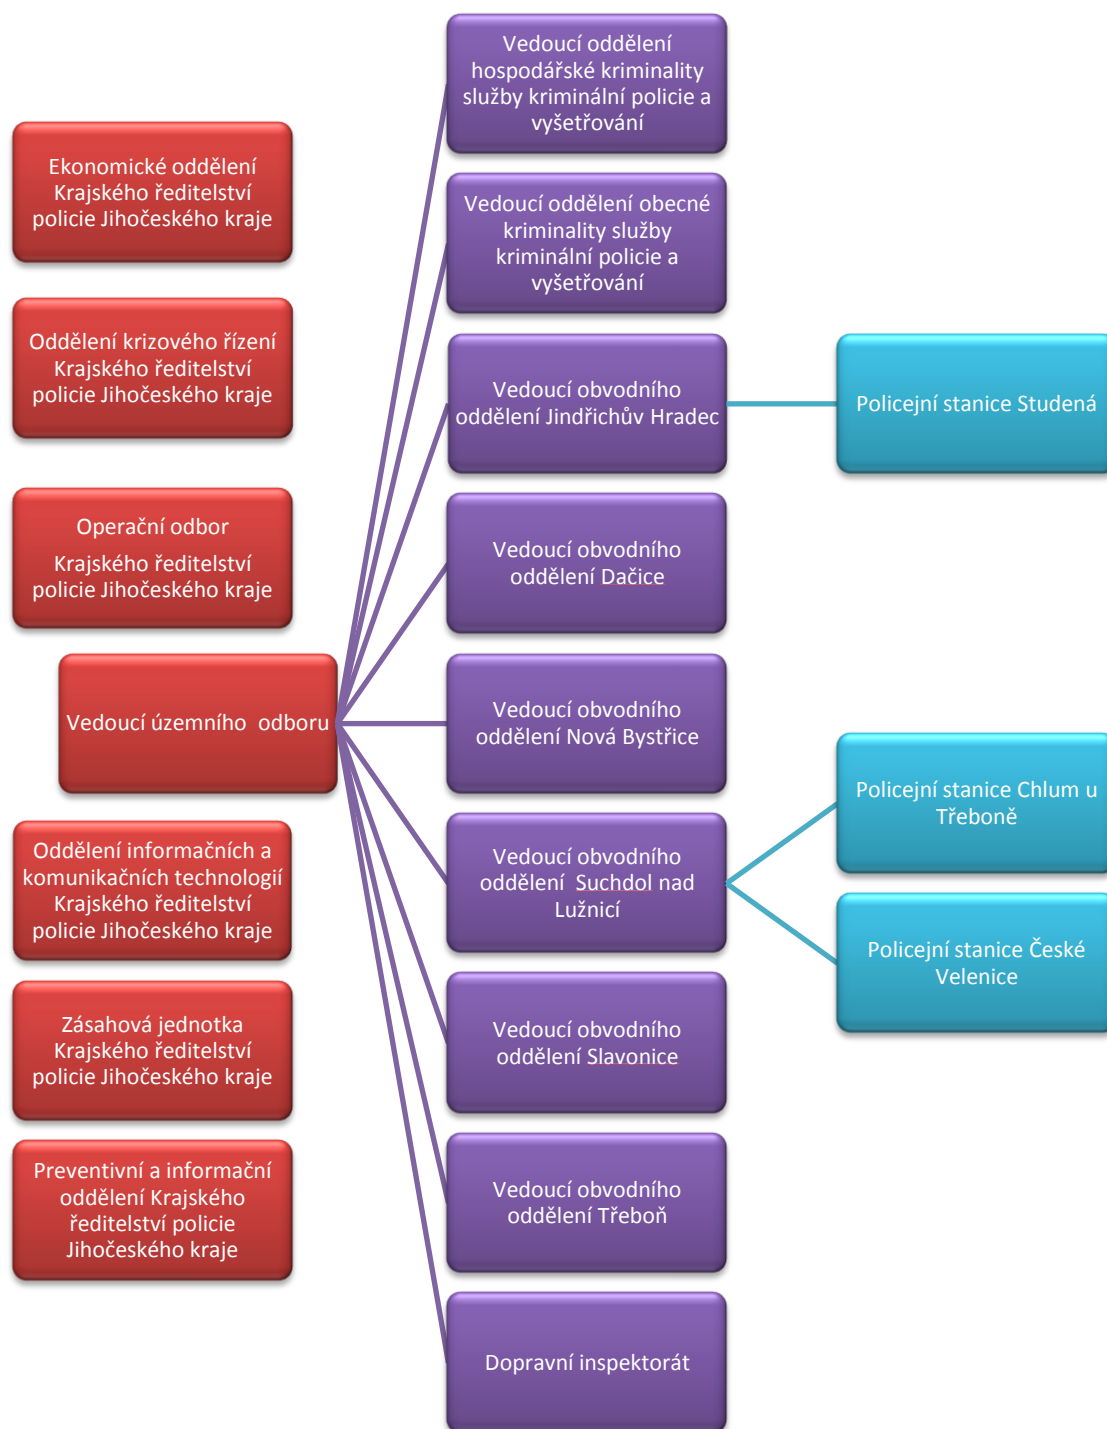 Ekonomické oddělení
Krajského ředitelství
policie Jihočeského kraje
Oddělení krizového řízení
Krajského ředitelství
policie Jihočeského kraje
Operační odbor
Krajského ředitelství
policie Jihočeského kraje
Vedoucí územního odboru
Oddělení informačních a
komunikačních technologií
Krajského ředitelství
policie Jihočeského kraje
Zásahová jednotka
Krajského ředitelství
policie Jihočeského kraje
Preventivní a informační
oddělení Krajského
ředitelství policie
Jihočeského kraje
Vedoucí oddělení
hospodářské kriminality
služby kriminální policie a
vyšetřování
Vedoucí oddělení obecné
kriminality služby
kriminální policie a
vyšetřování
Vedoucí obvodního
oddělení Jindřichův Hradec
Vedoucí obvodního
oddělení Dačice
Vedoucí obvodního
oddělení Nová Bystřice
Vedoucí obvodního
oddělení Suchdol nad
Lužnicí
Vedoucí obvodního
oddělení Slavonice
Vedoucí obvodního
oddělení Třeboň
Dopravní inspektorát
Policejní stanice Studená
Policejní stanice Chlum u
Třeboně
Policejní stanice České
Velenice